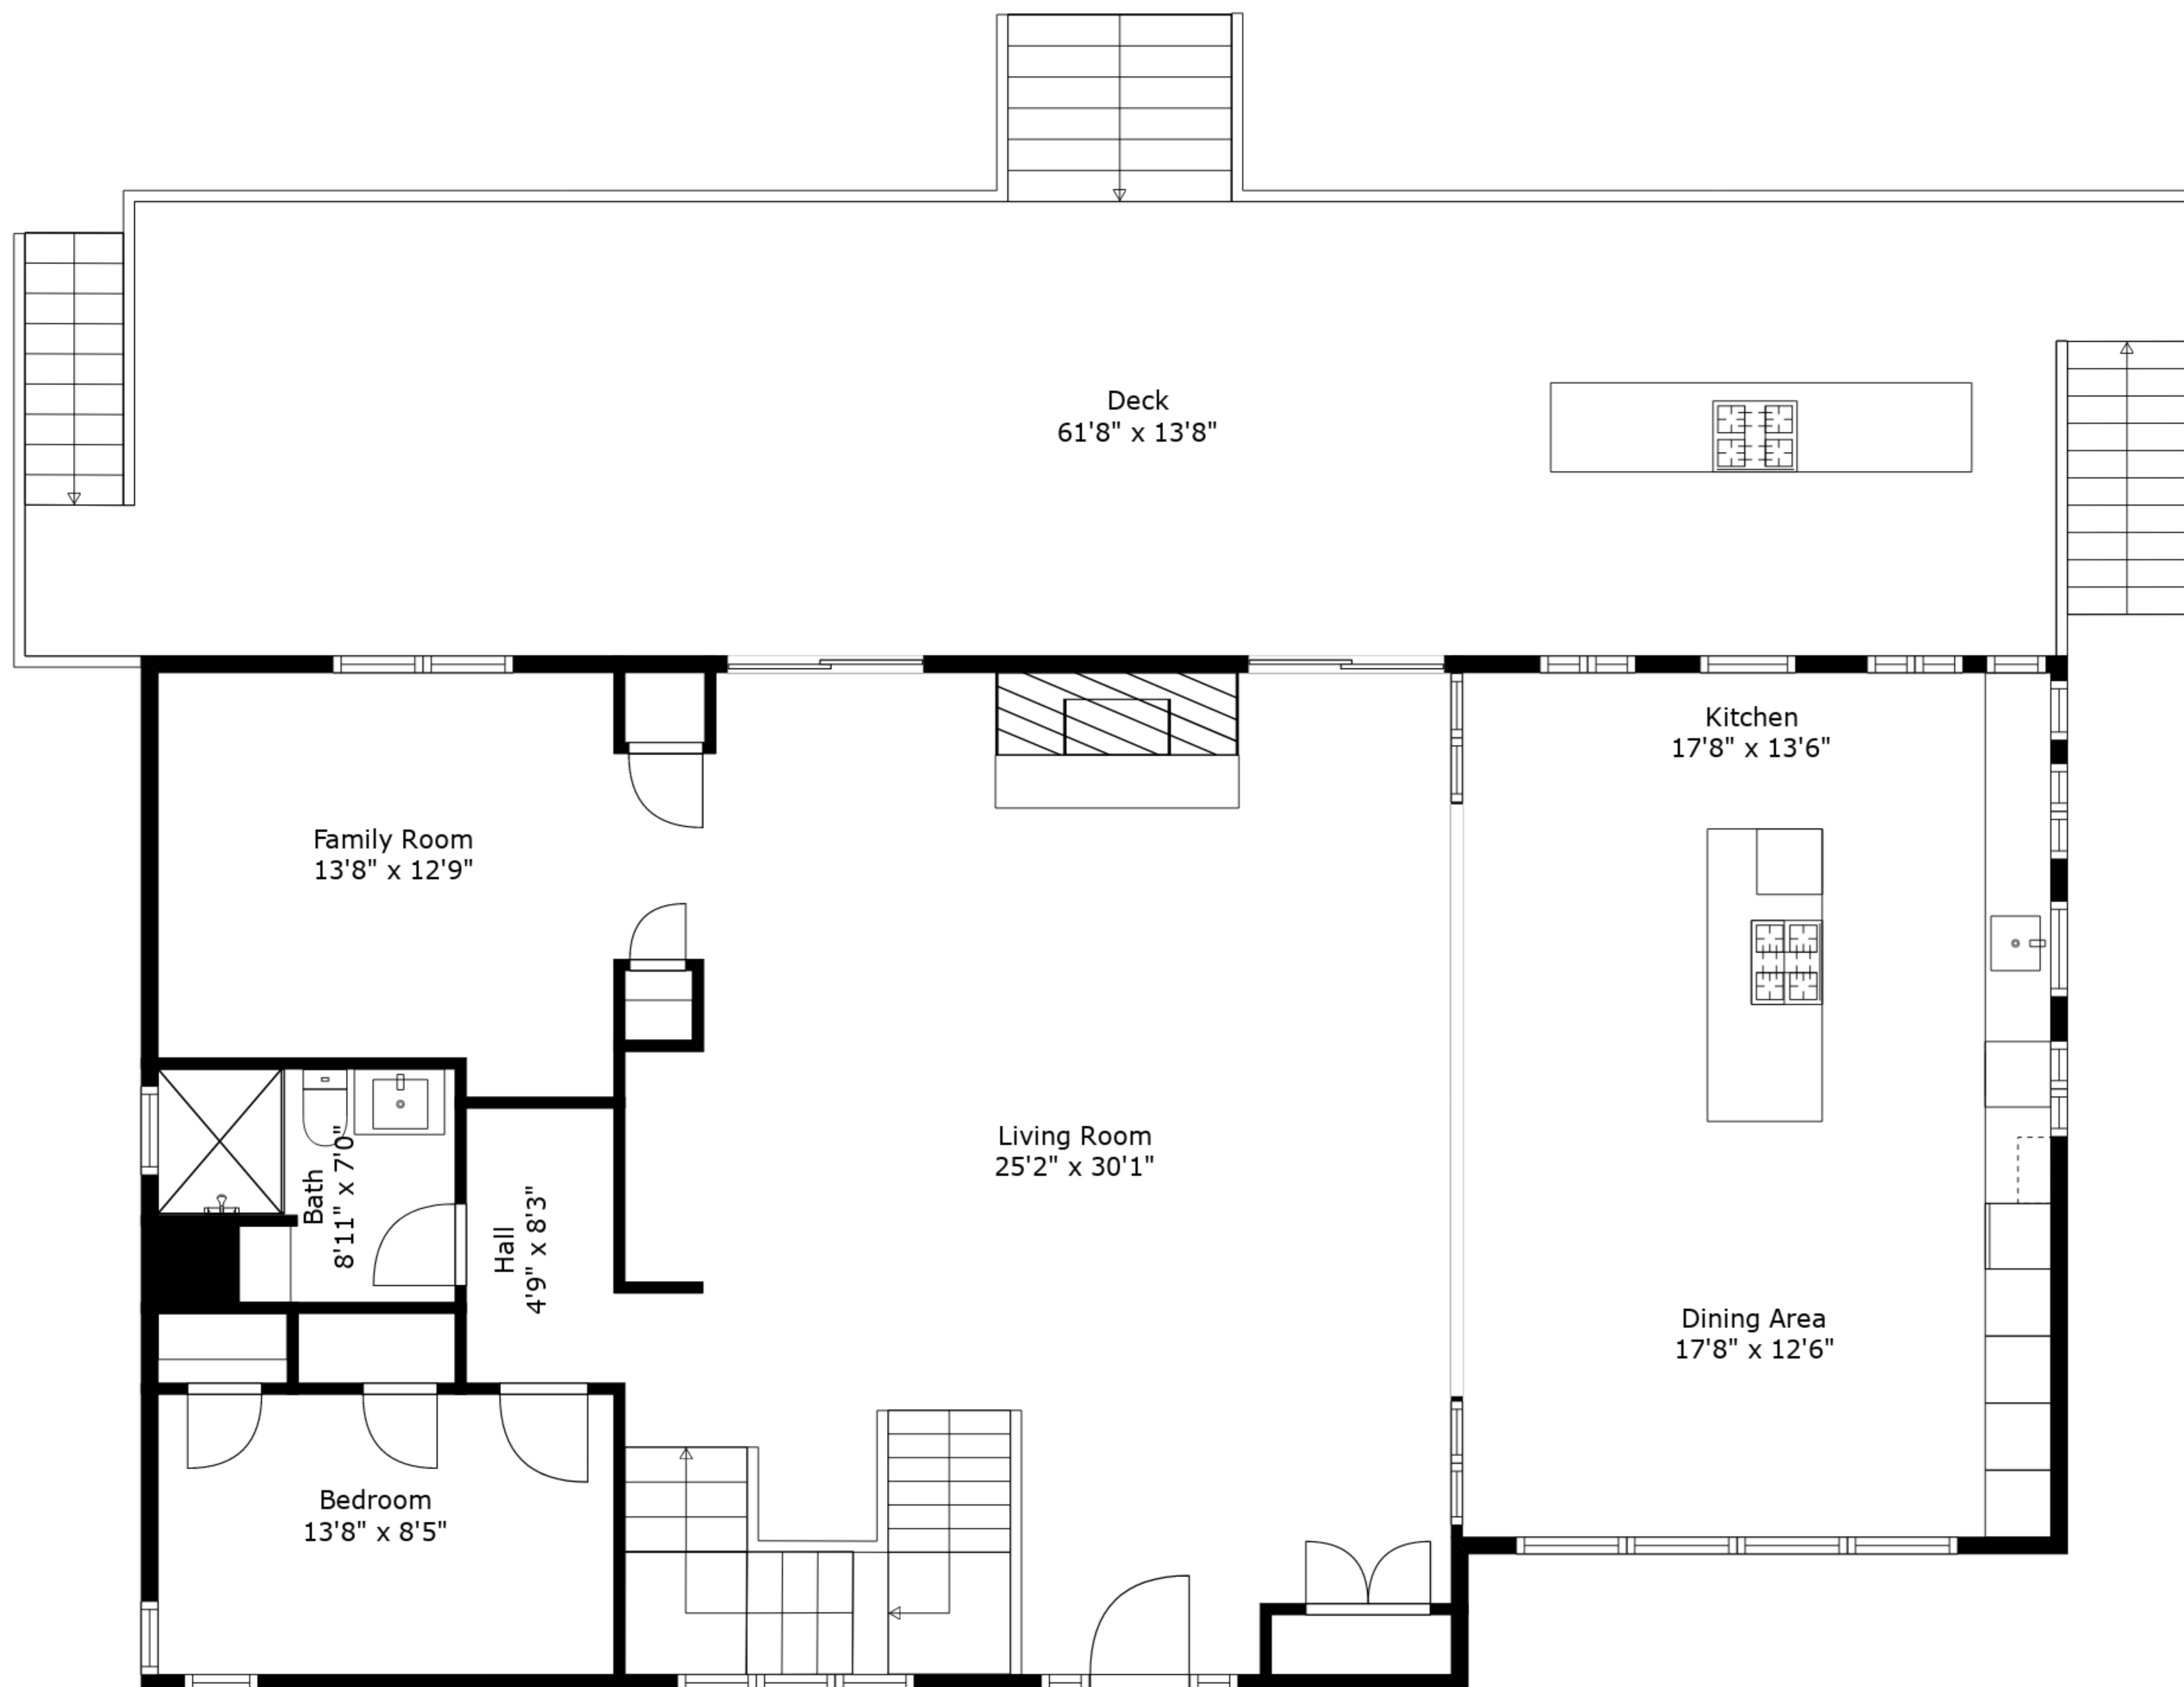 Deck
61'8" x 13'8"
Kitchen
17'8" x 13'6"
Family Room
13'8" x 12'9"
Living Room
25'2" x 30'1"
Bath
8'11" x 7'0"
Hall
4'9" x 8'3"
Dining Area
17'8" x 12'6"
Bedroom
13'8" x 8'5"